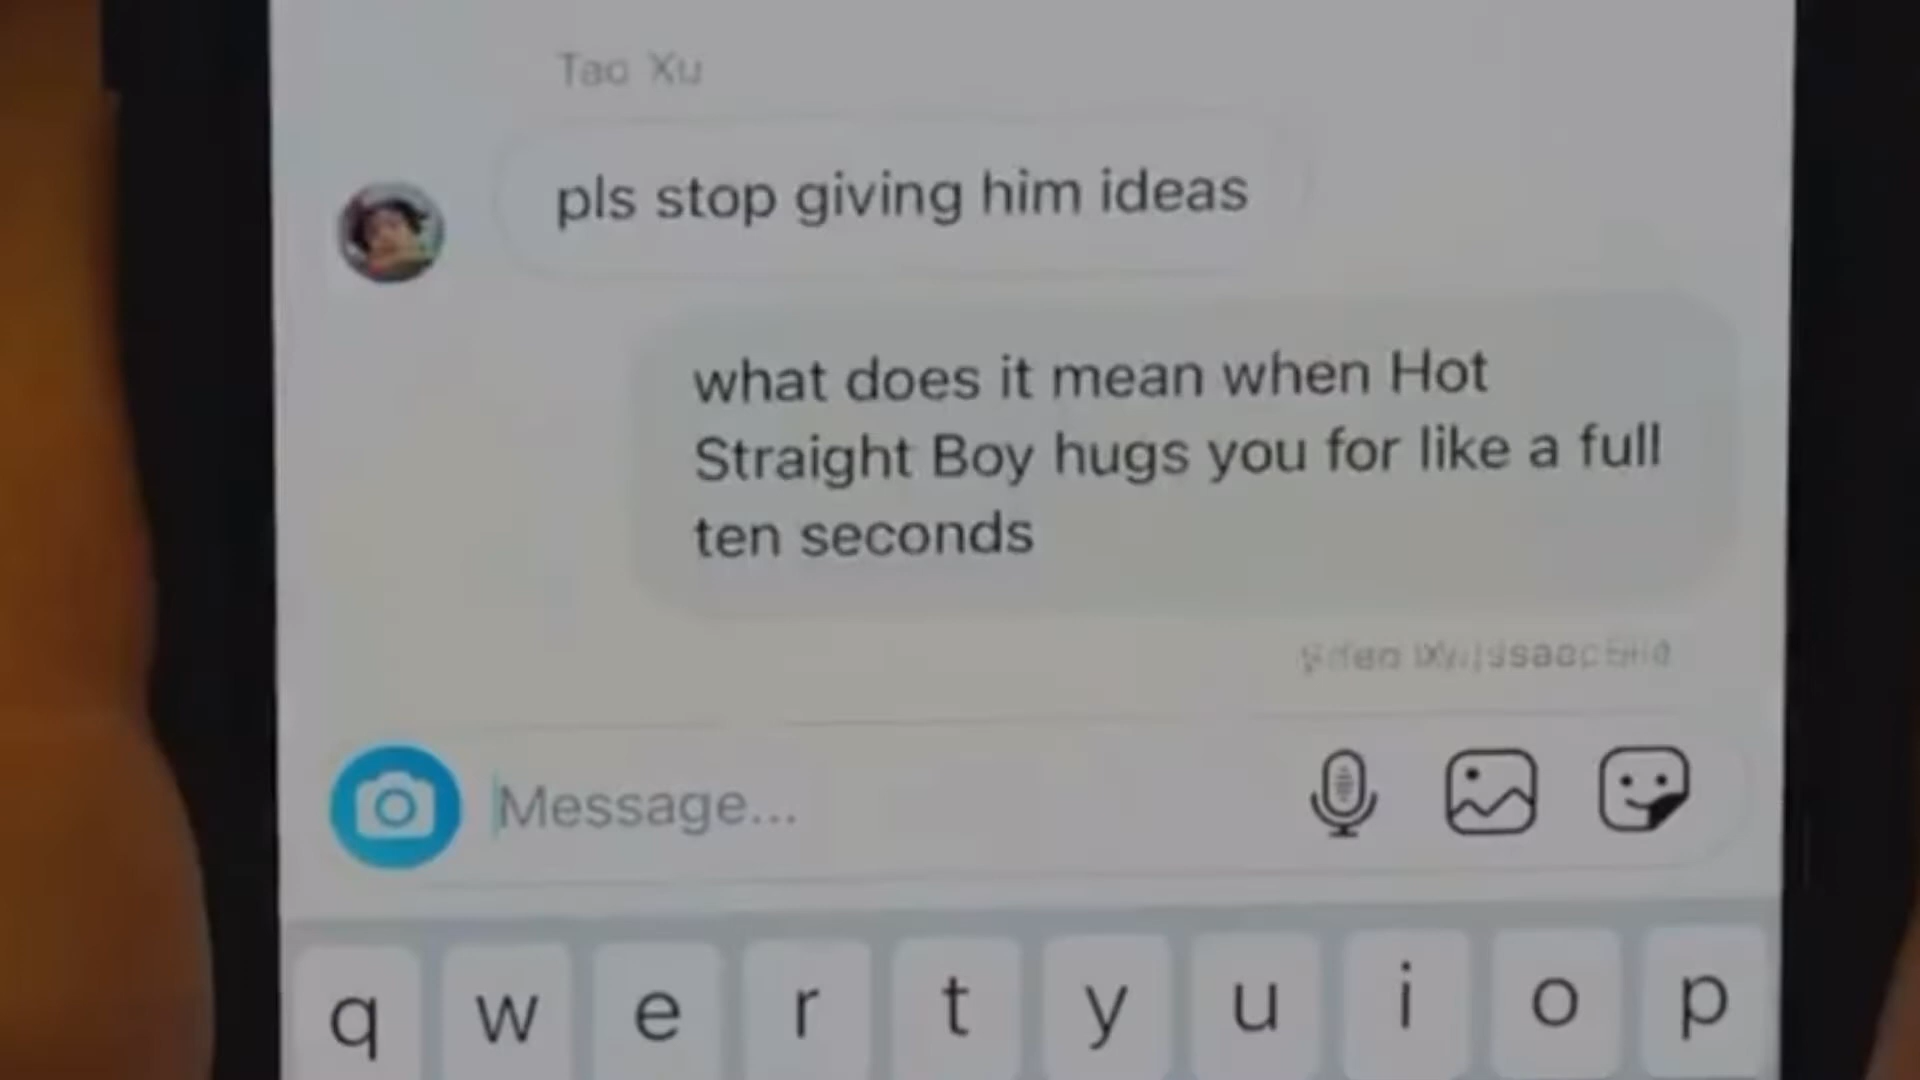 Tao Xu
pls stop giving him ideas
what does it mean when Hot
Straight Boy hugs you for like a full
ten seconds
Message...
q w e r t y u i o p